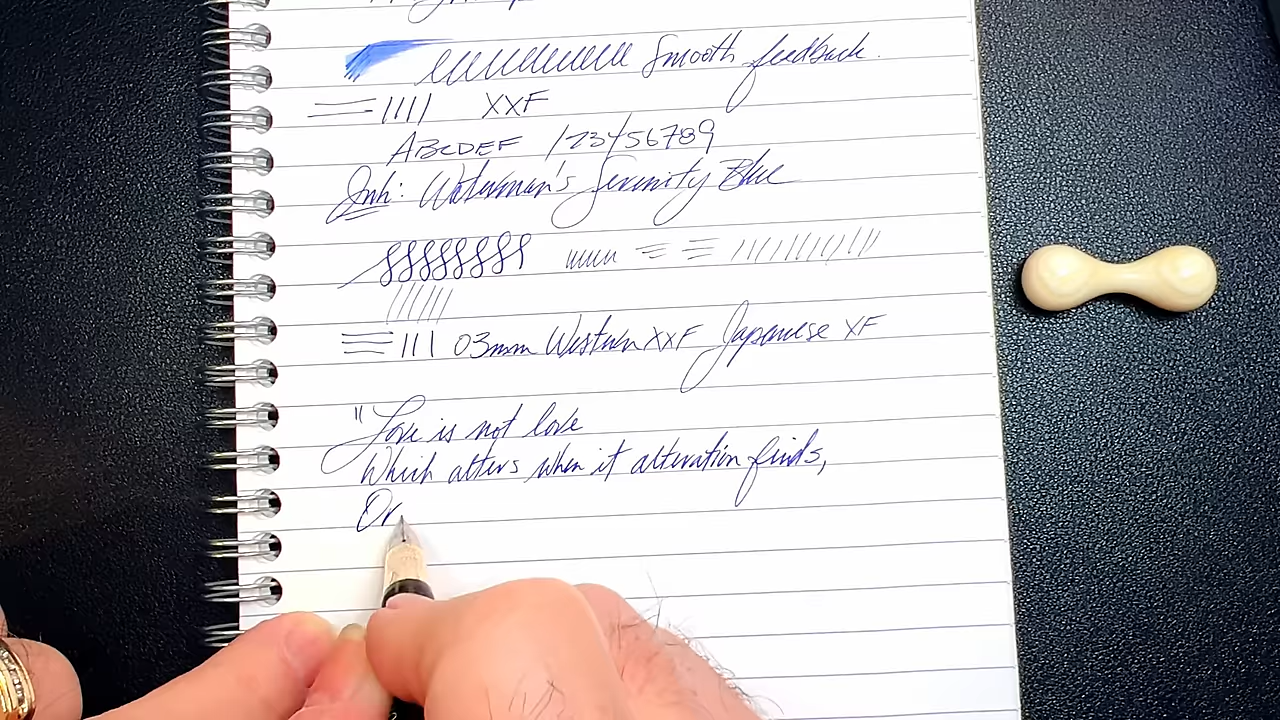 Smooth feedback.
XXF
ABCDEF 123456789
Ink: Waterman's Serenity Blue
03mm Western XXF Japanese XF
"Love is not love
Which alters when it alteration finds,
Or